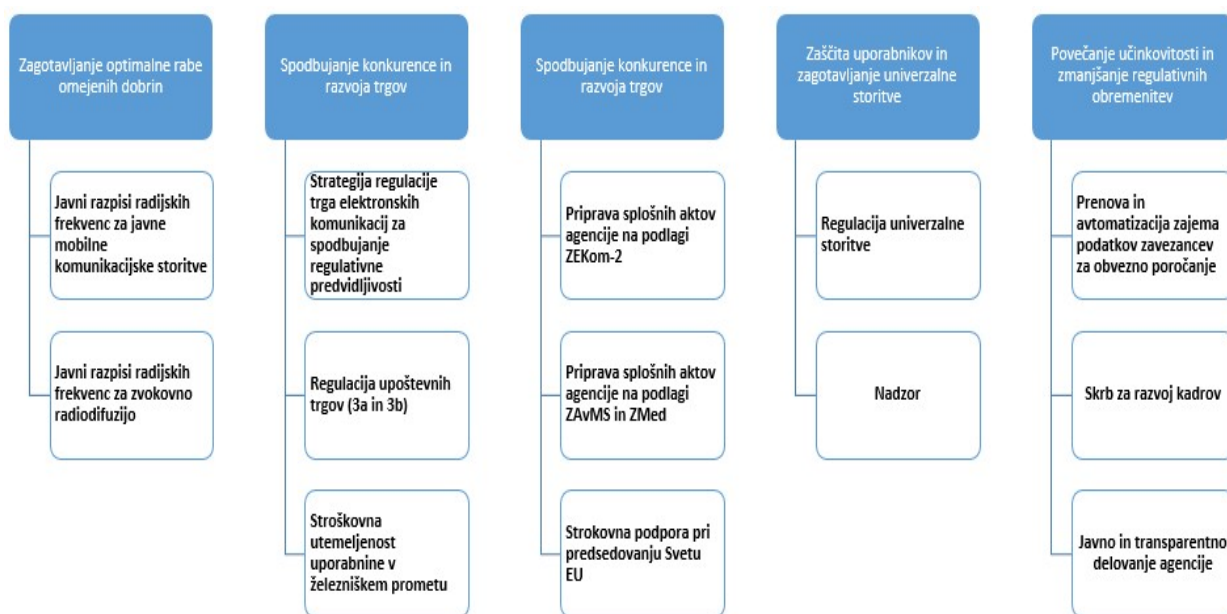 Zagotavljanje optimalne rabe
omejenih dobrin
Javni razpisi radijskih
frekvenc za javne
mobilne
komunikacijske storitve
Javni razpisi radijskih
frekvenc za zvokovno
radiodifuzijo
Spodbujanje konkurence in
razvoja trgov
Strategija regulacije
trga elektronskih
komunikacij za
spodbujanje
regulativne
predvidljivosti
Regulacija upoštevnih
trgov (3a in 3b)
Stroškovna
utemeljenost
uporabnine v
železniškem prometu
Spodbujanje konkurence in
razvoja trgov
Priprava splošnih aktov
agencije na podlagi
ZEKom-2
Priprava splošnih aktov
agencije na podlagi
ZAvMS in ZMed
Strokovna podpora pri
predsedovanju Svetu
EU
Zaščita uporabnikov in
zagotavljanje univerzalne
storitve
Regulacija univerzalne
storitve
Nadzor
Povečanje učinkovitosti in
zmanjšanje regulativnih
obremenitev
Prenova in
avtomatizacija zajema
podatkov zavezancev
za obvezno poročanje
Skrb za razvoj kadrov
Javno in transparentno
delovanje agencije